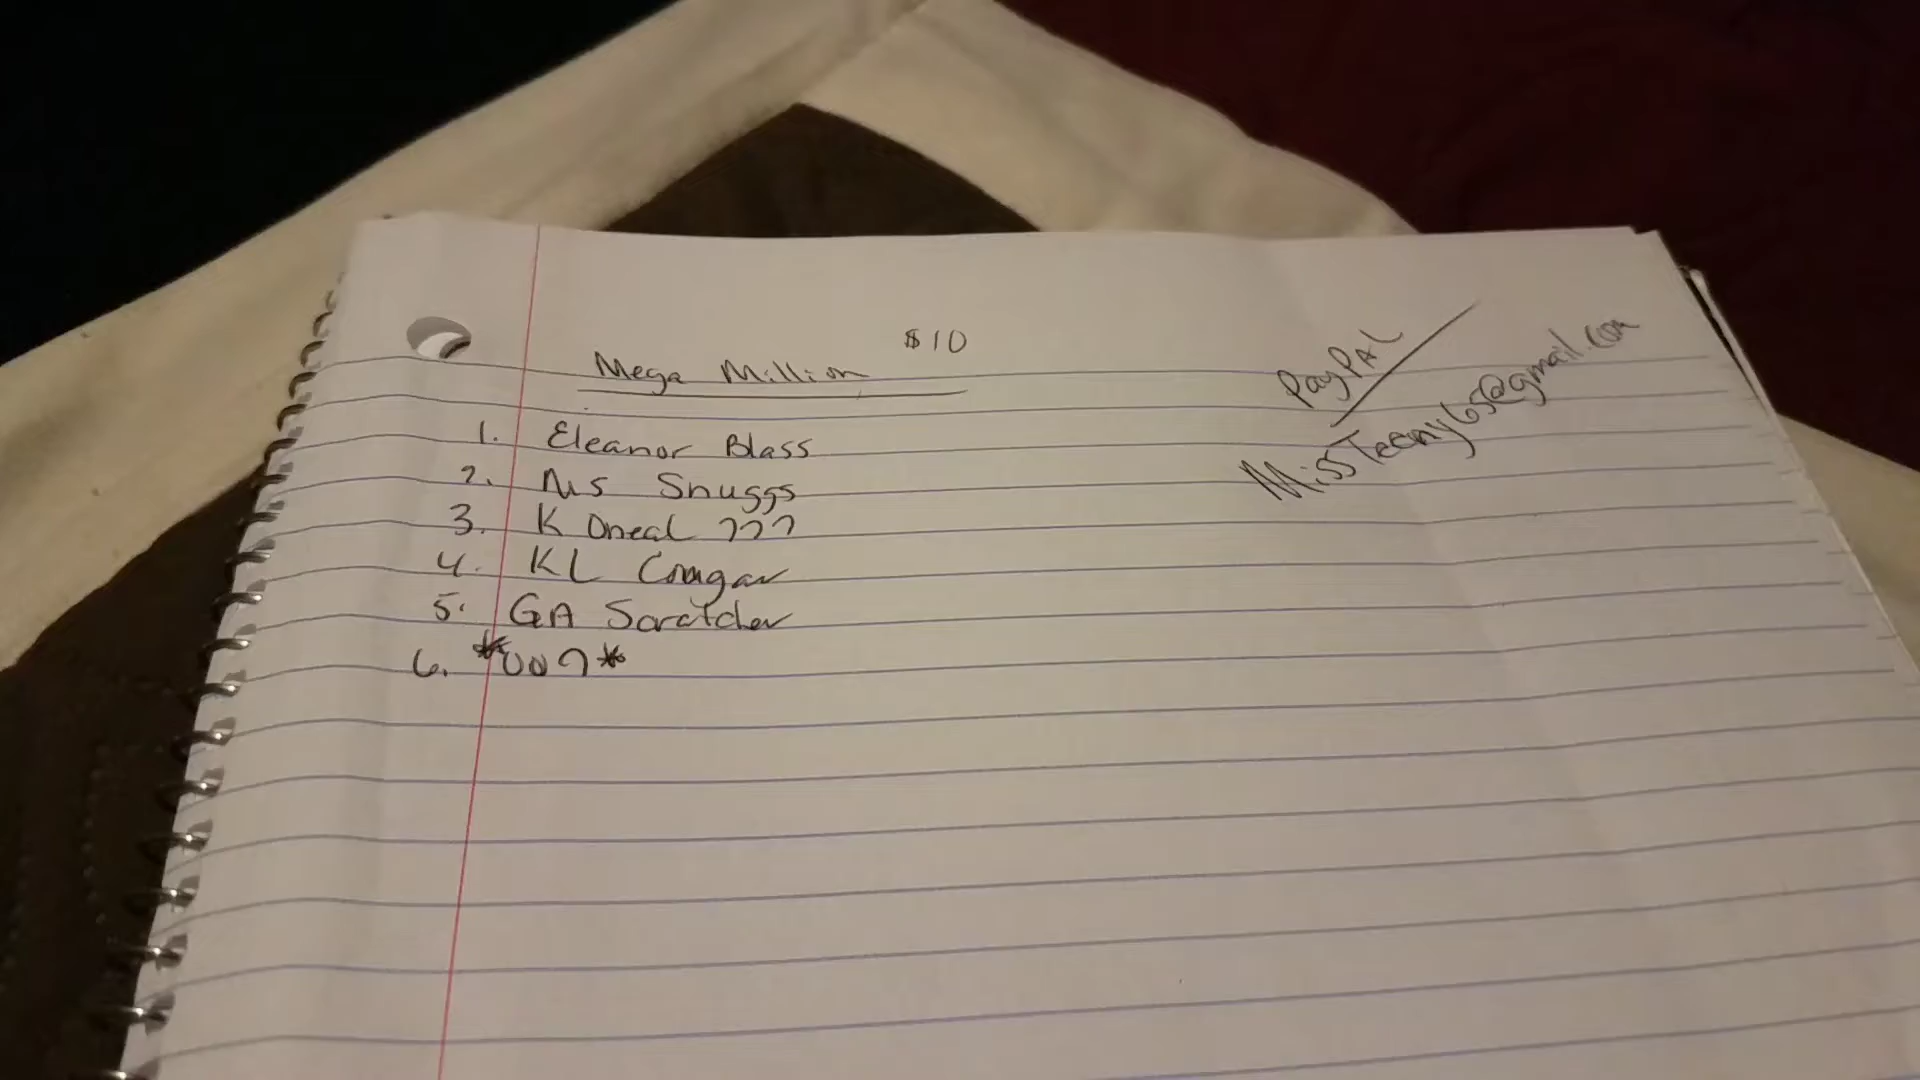 $10
Mega Million
PayPAL
MissTeeny65@gmail.com
1. Eleanor Blass
2. Ms Snuggs
3. K Oneal ???
4. KL Cougar
5. GA Scratcher
6. *007*